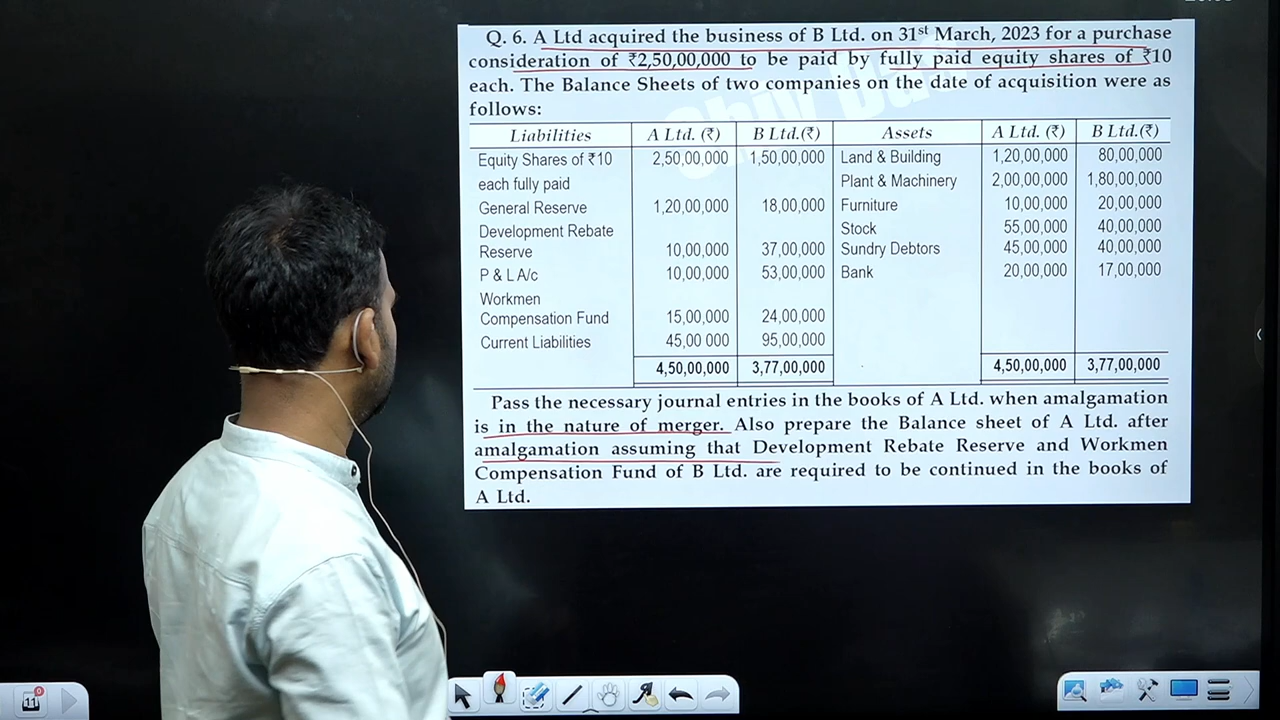 Q. 6. A Ltd acquired the business of B Ltd. on 31st March, 2023 for a purchase
consideration of ₹2,50,00,000 to be paid by fully paid equity shares of ₹10
each. The Balance Sheets of two companies on the date of acquisition were as
follows:
Liabilities A Ltd. (₹) B Ltd.(₹) Assets A Ltd. (₹) B Ltd.(₹)
Equity Shares of ₹10 2,50,00,000 1,50,00,000 Land & Building 1,20,00,000 80,00,000
each fully paid Plant & Machinery 2,00,00,000 1,80,00,000
General Reserve 1,20,00,000 18,00,000 Furniture 10,00,000 20,00,000
Development Rebate Stock 55,00,000 40,00,000
Reserve 10,00,000 37,00,000 Sundry Debtors 45,00,000 40,00,000
P & L A/c 10,00,000 53,00,000 Bank 20,00,000 17,00,000
Workmen
Compensation Fund 15,00,000 24,00,000
Current Liabilities 45,00 000 95,00,000
4,50,00,000 3,77,00,000 4,50,00,000 3,77,00,000
Pass the necessary journal entries in the books of A Ltd. when amalgamation
is in the nature of merger. Also prepare the Balance sheet of A Ltd. after
amalgamation assuming that Development Rebate Reserve and Workmen
Compensation Fund of B Ltd. are required to be continued in the books of
A Ltd.